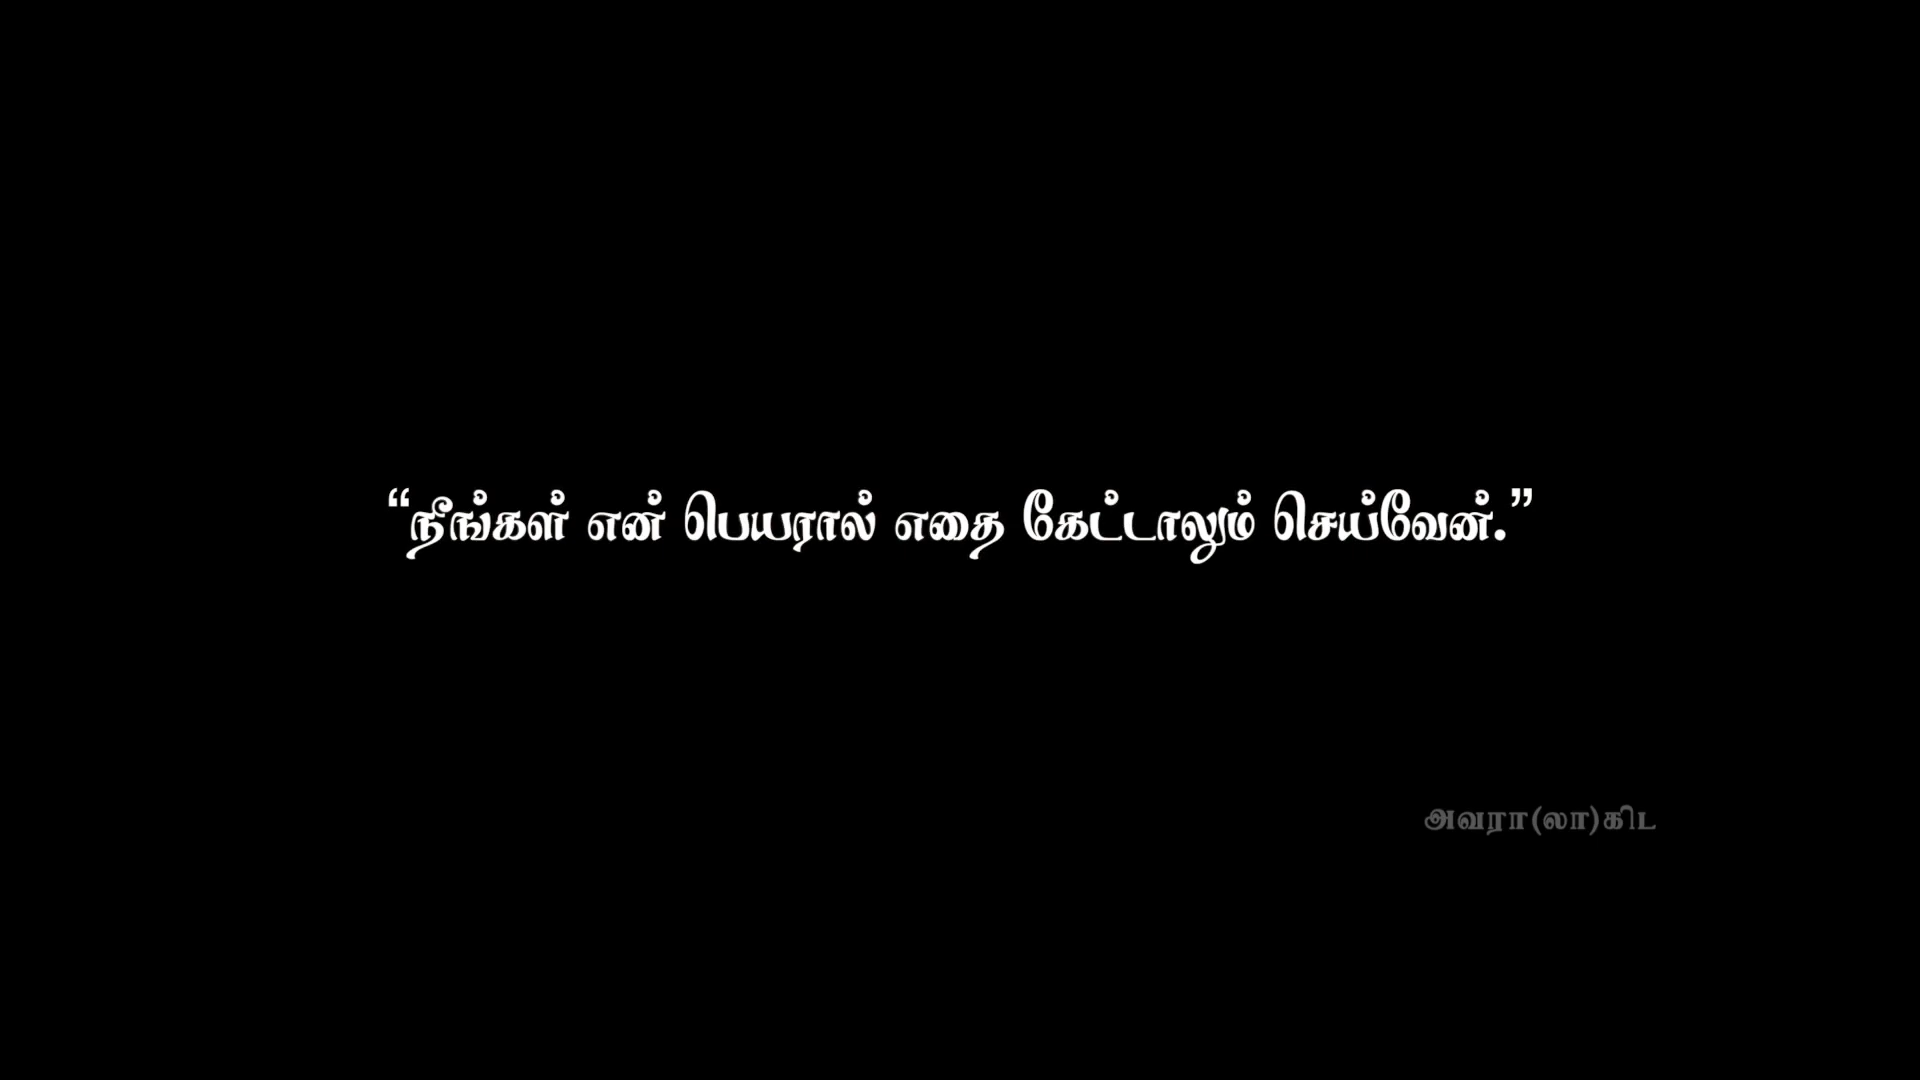 “நீங்கள் என் பெயரால் எதை கேட்டாலும் செய்வேன்.”
அவரா(லா)கிட